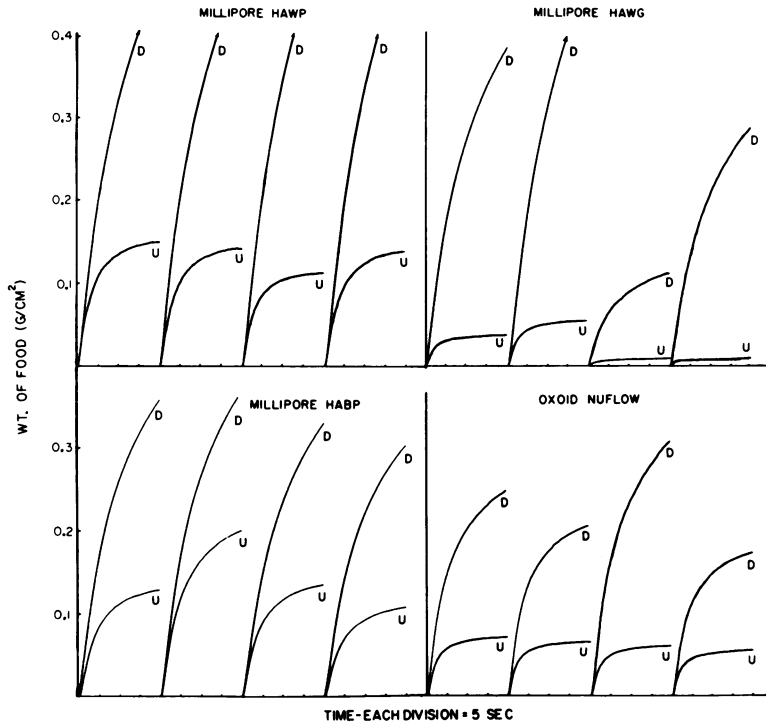 MILLIPORE HAWP
MILLIPORE HAWG
0.4
0.3
0.2
0.1
D
U
D
U
D
U
D
U
D
U
D
U
D
U
D
U
WT. OF FOOD (G/CM²)
MILLIPORE HABP
OXOID NUFLOW
0.3
0.2
0.1
D
U
D
U
D
U
D
U
D
U
D
U
D
U
D
U
TIME-EACH DIVISION = 5 SEC